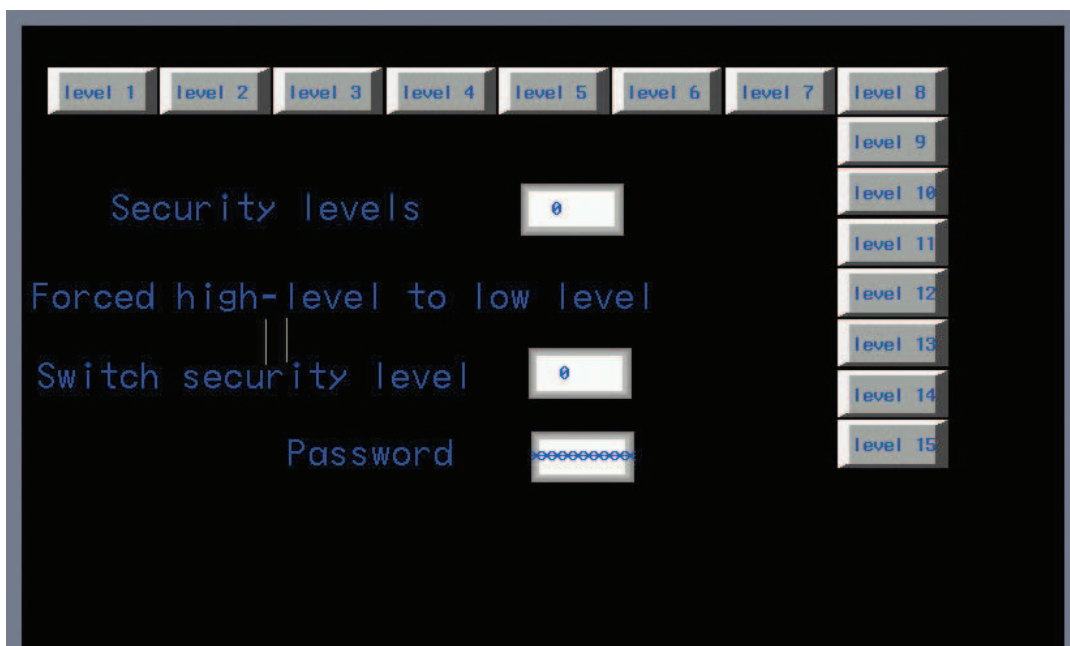 level 1 level 2 level 3 level 4 level 5 level 6 level 7 level 8
level 9
level 10
Security levels 0
level 11
Forced high-level to low level
level 12
level 13
Switch security level 0
level 14
Password ××××××××××
level 15